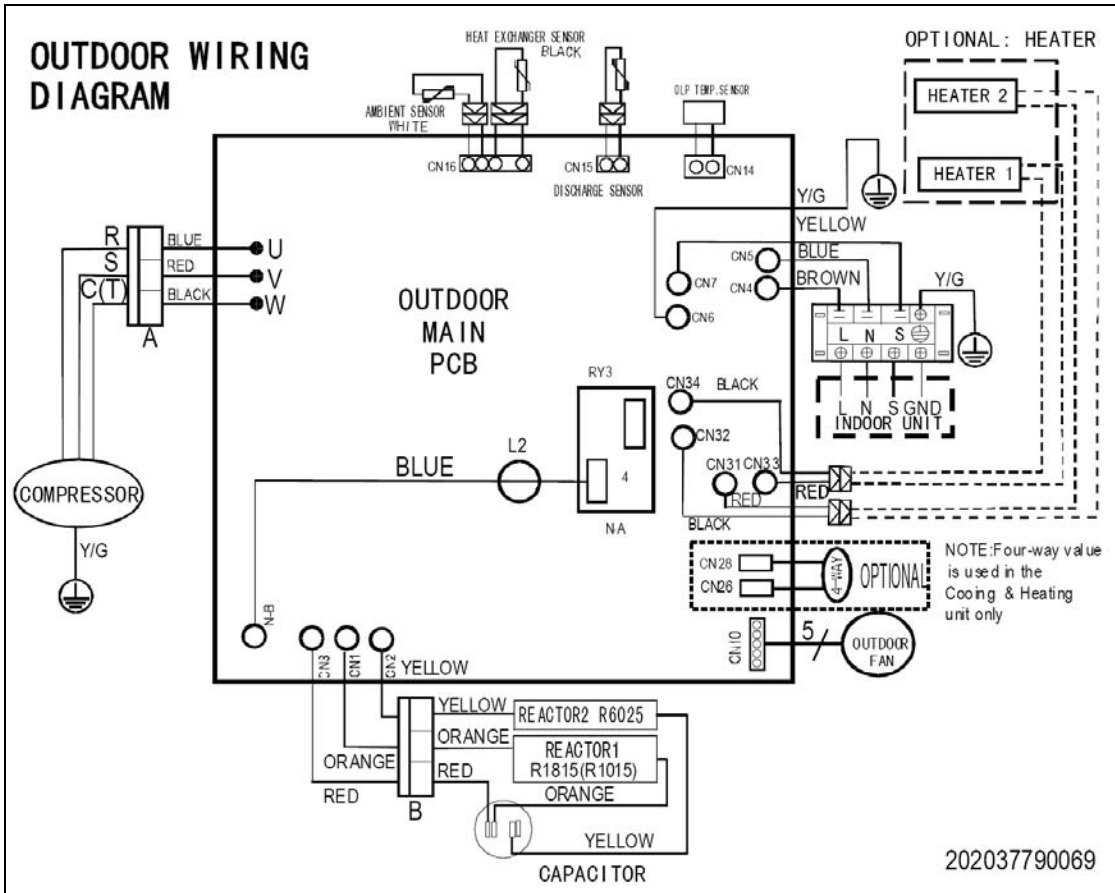 OUTDOOR WIRING
DIAGRAM
HEAT EXCHANGER SENSOR
BLACK
AMBIENT SENSOR
WHITE
OLP TEMP.SENSOR
CN16
CN15
CN14
DISCHARGE SENSOR
OPTIONAL: HEATER
HEATER 2
HEATER 1
Y/G
YELLOW
BLUE
BROWN
Y/G
CN5
CN7
CN4
CN6
R
S
C(T)
BLUE
RED
BLACK
U
V
W
A
OUTDOOR
MAIN
PCB
L N S
L N S GND
INDOOR UNIT
RY3
CN34
BLACK
CN32
CN31
CN33
RED
RED
BLACK
L2
BLUE
4
NA
COMPRESSOR
Y/G
CN28
CN26
4-WAY
OPTIONAL
NOTE:Four-way value
is used in the
Cooing & Heating
unit only
CN10
5
OUTDOOR
FAN
N-B
CN3
CN1
CN2
YELLOW
YELLOW
REACTOR2 R6025
ORANGE
REACTOR1
R1815(R1015)
ORANGE
RED
ORANGE
RED
B
YELLOW
CAPACITOR
202037790069